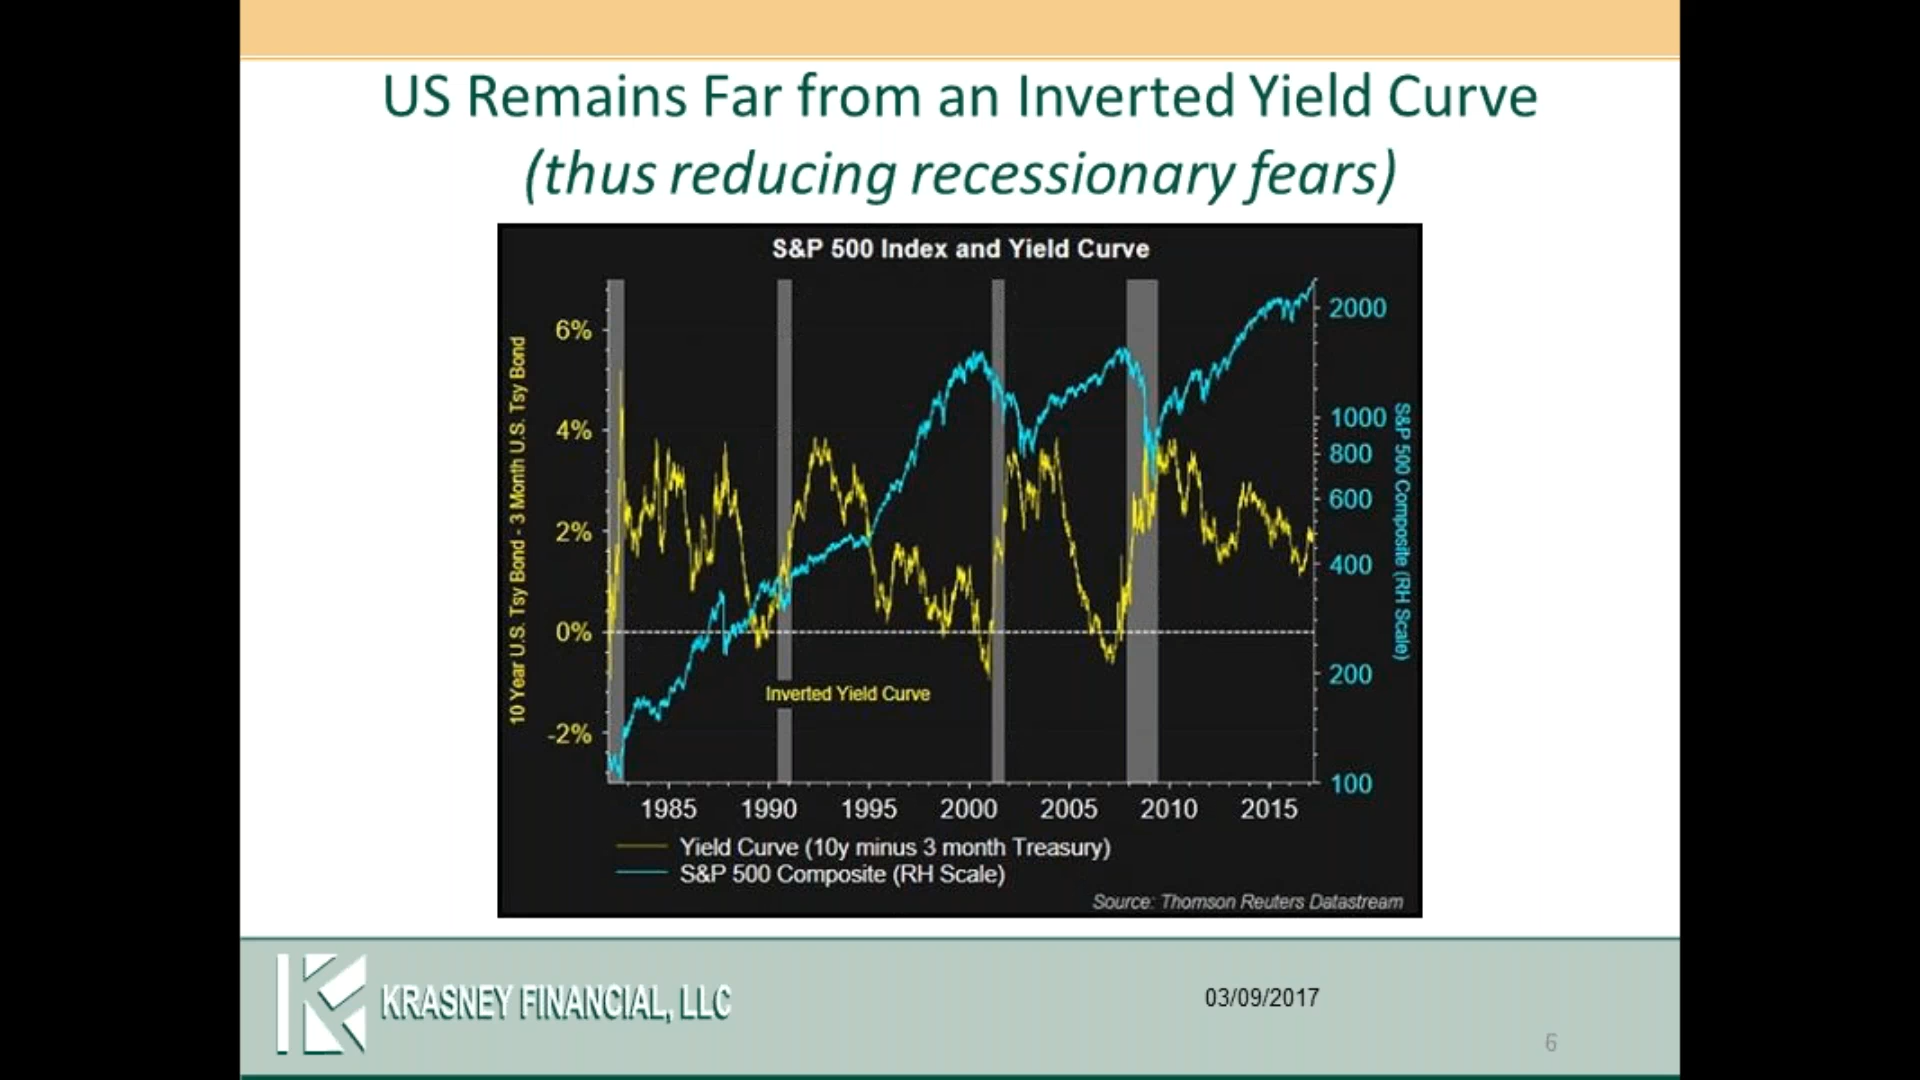 US Remains Far from an Inverted Yield Curve
(thus reducing recessionary fears)
S&P 500 Index and Yield Curve
10 Year U.S. Tsy Bond - 3 Month U.S. Tsy Bond
6%
4%
2%
0%
-2%
2000
1000
800
600
400
200
100
S&P 500 Composite (RH Scale)
Inverted Yield Curve
1985 1990 1995 2000 2005 2010 2015
Yield Curve (10y minus 3 month Treasury)
S&P 500 Composite (RH Scale)
Source: Thomson Reuters Datastream
KRASNEY FINANCIAL, LLC
03/09/2017
6